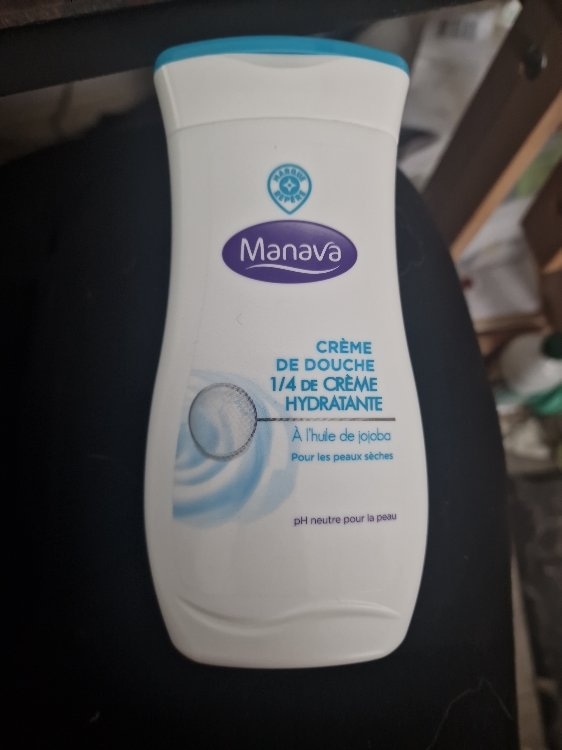 MARQUE
REPÈRE
Manava
CRÈME
DE DOUCHE
1/4 DE CRÈME
HYDRATANTE
À l'huile de jojoba
Pour les peaux sèches
pH neutre pour la peau